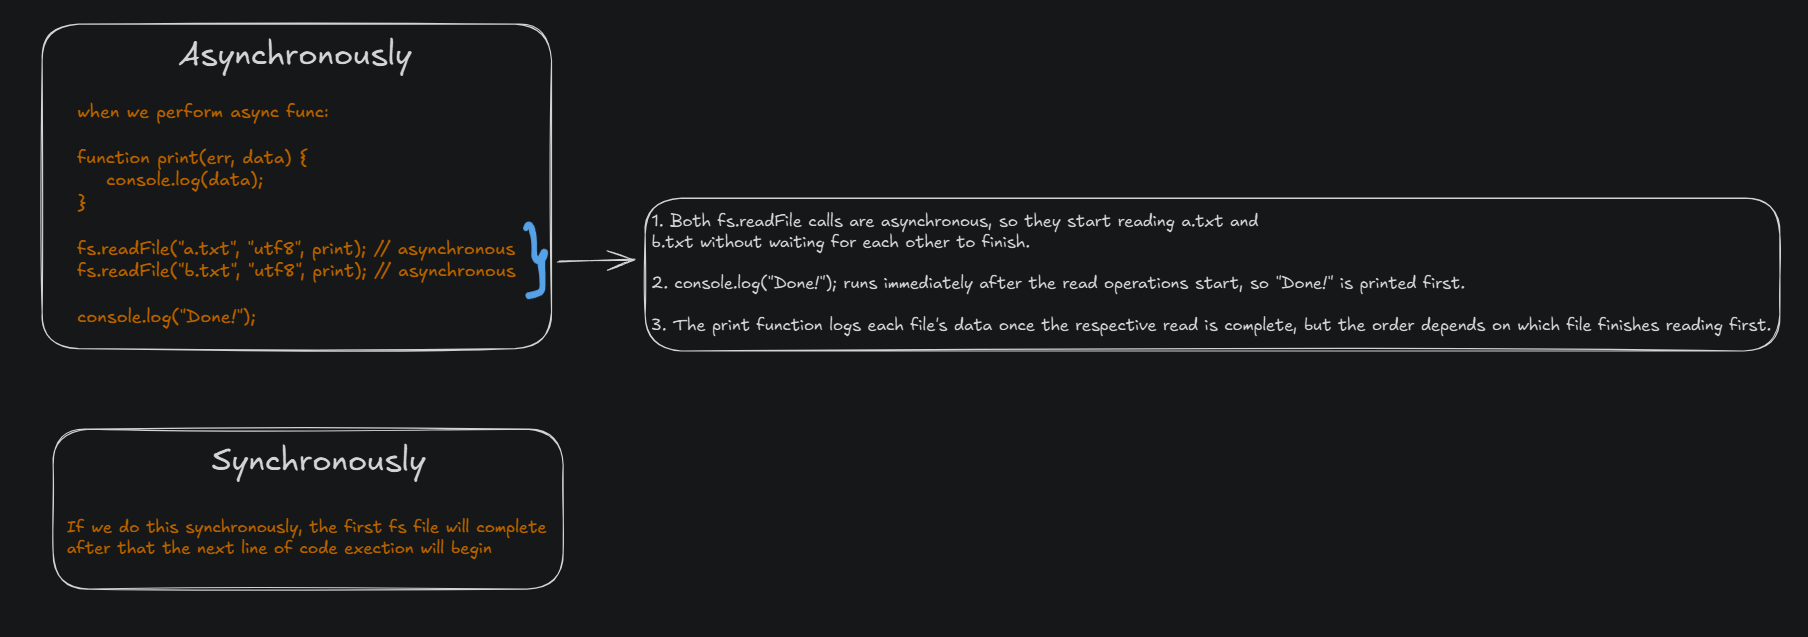 Asynchronously
when we perform async func:
function print(err, data) {
console.log(data);
}
fs.readFile("a.txt", "utf8", print); // asynchronous
fs.readFile("b.txt", "utf8", print); // asynchronous
console.log("Done!");
1. Both fs.readFile calls are asynchronous, so they start reading a.txt and
b.txt without waiting for each other to finish.
2. console.log("Done!"); runs immediately after the read operations start, so "Done!" is printed first.
3. The print function logs each file's data once the respective read is complete, but the order depends on which file finishes reading first.
Synchronously
If we do this synchronously, the first fs file will complete
after that the next line of code exection will begin